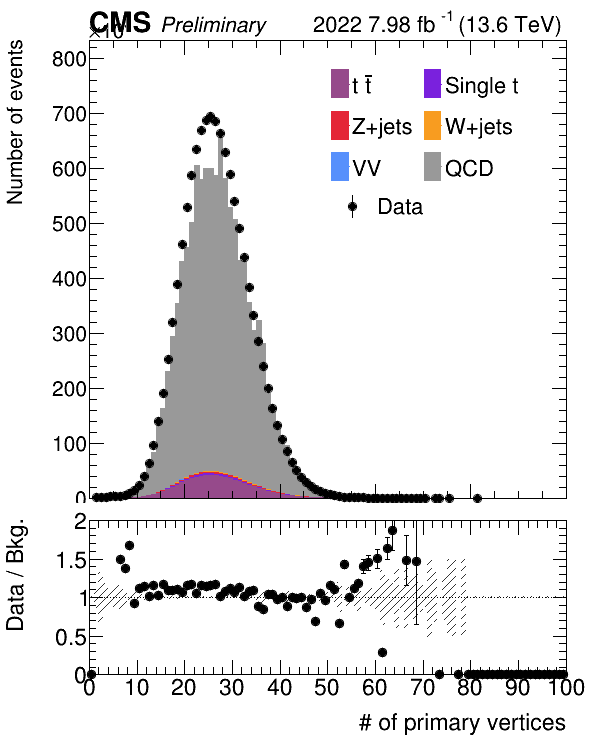 CMS Preliminary 2022 7.98 fb -1 (13.6 TeV)
Number of events
800
700
600
500
400
300
200
100
0
t t̄ Single t
Z+jets W+jets
VV QCD
Data
Data / Bkg.
2
1.5
1
0.5
0
0 10 20 30 40 50 60 70 80 90 100
# of primary vertices